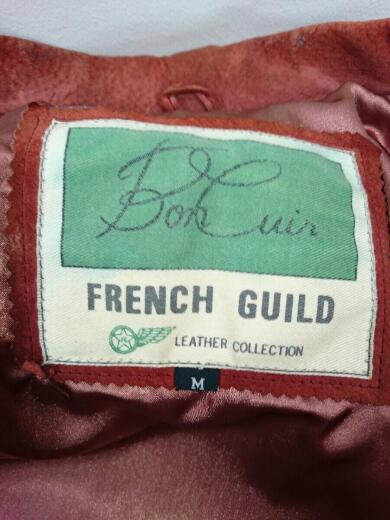 Bon Cuir
FRENCH GUILD
LEATHER COLLECTION
M